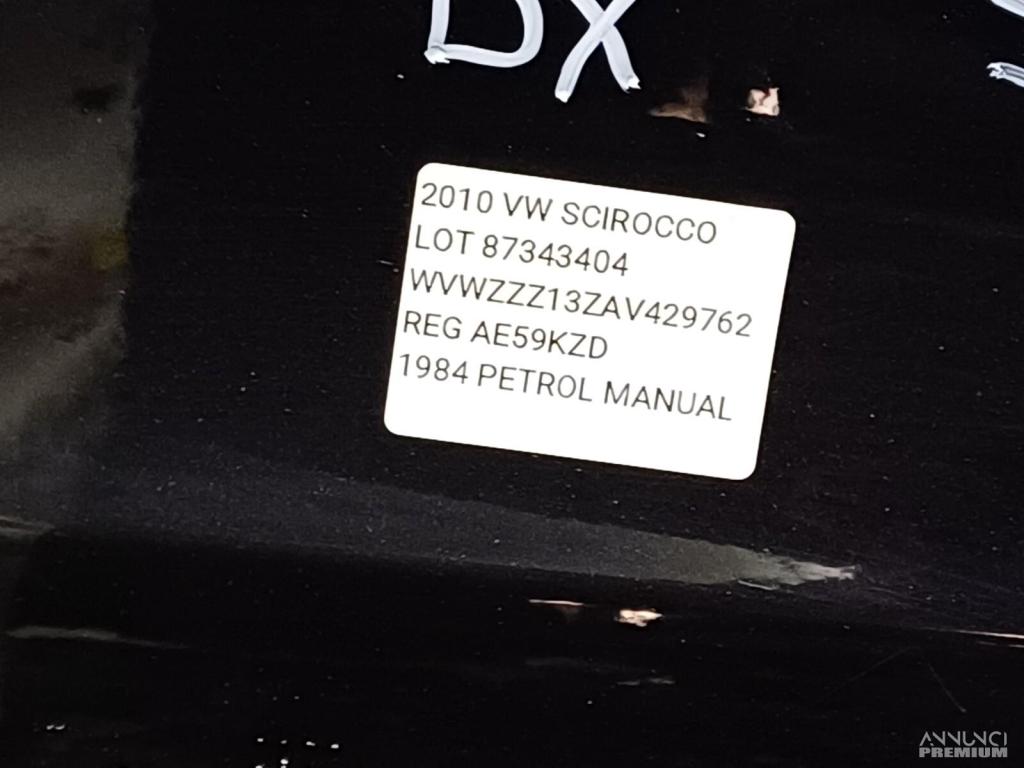 DX
2010 VW SCIROCCO
LOT 87343404
WVWZZZ13ZAV429762
REG AE59KZD
1984 PETROL MANUAL
ANNUNCI
PREMIUM